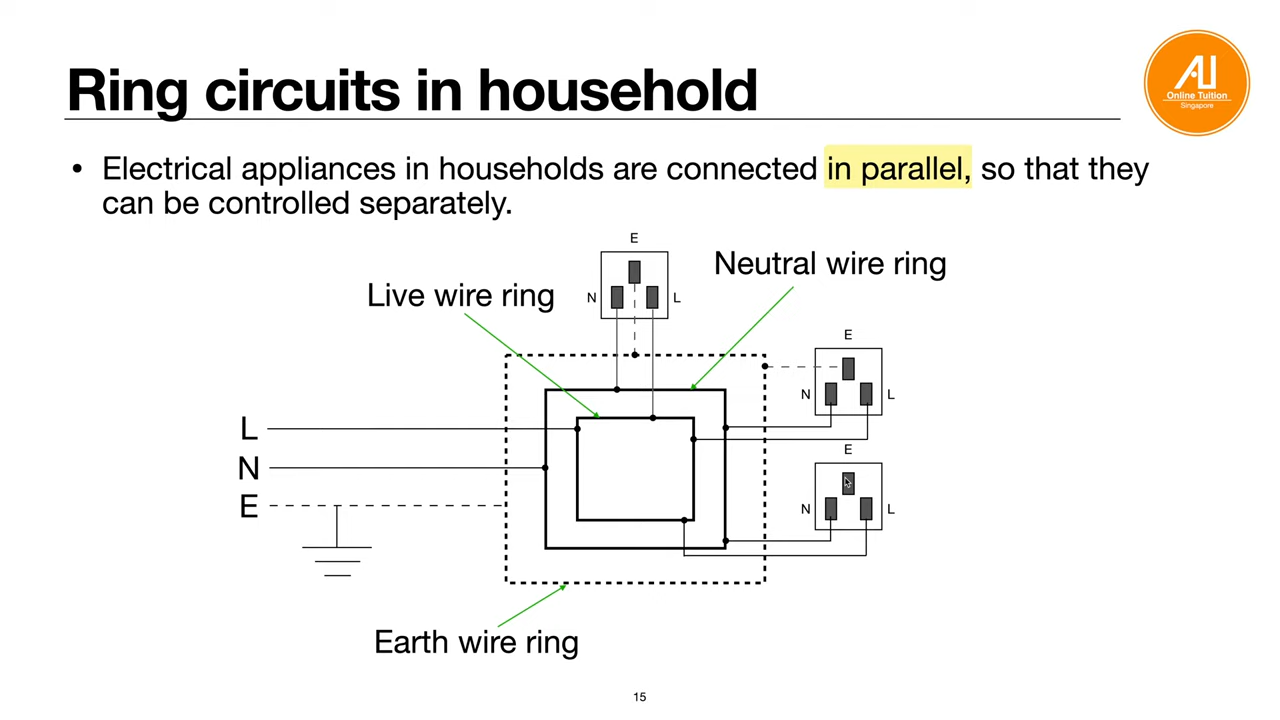 Ring circuits in household
AU
Online Tuition
Singapore
• Electrical appliances in households are connected in parallel, so that they
can be controlled separately.
E
Neutral wire ring
Live wire ring
N
L
E
N
L
L
E
N
N
L
E
Earth wire ring
15